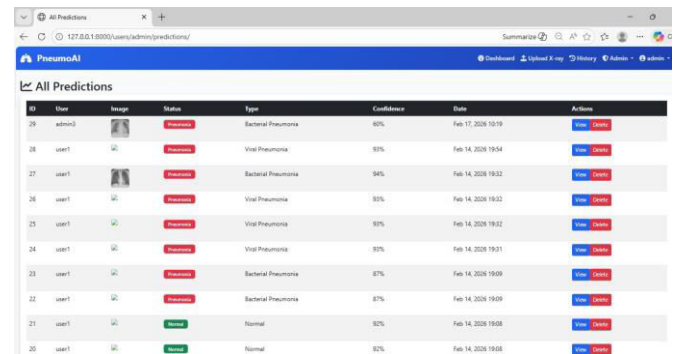 All Predictions
127.0.0.1:8000/users/admin/predictions/ Summarize
PneumoAI Dashboard Upload X-ray History Admin admin
All Predictions
ID User Image Status Type Confidence Date Actions
29 admin3 Pneumonia Bacterial Pneumonia 60% Feb 17, 2026 10:19 View Delete
28 user1 Pneumonia Viral Pneumonia 93% Feb 14, 2026 19:54 View Delete
27 user1 Pneumonia Bacterial Pneumonia 94% Feb 14, 2026 19:32 View Delete
26 user1 Pneumonia Viral Pneumonia 93% Feb 14, 2026 19:32 View Delete
25 user1 Pneumonia Viral Pneumonia 93% Feb 14, 2026 19:32 View Delete
24 user1 Pneumonia Viral Pneumonia 93% Feb 14, 2026 19:31 View Delete
23 user1 Pneumonia Bacterial Pneumonia 87% Feb 14, 2026 19:09 View Delete
22 user1 Pneumonia Bacterial Pneumonia 87% Feb 14, 2026 19:09 View Delete
21 user1 Normal Normal 92% Feb 14, 2026 19:08 View Delete
20 user1 Normal Normal 92% Feb 14, 2026 19:08 View Delete